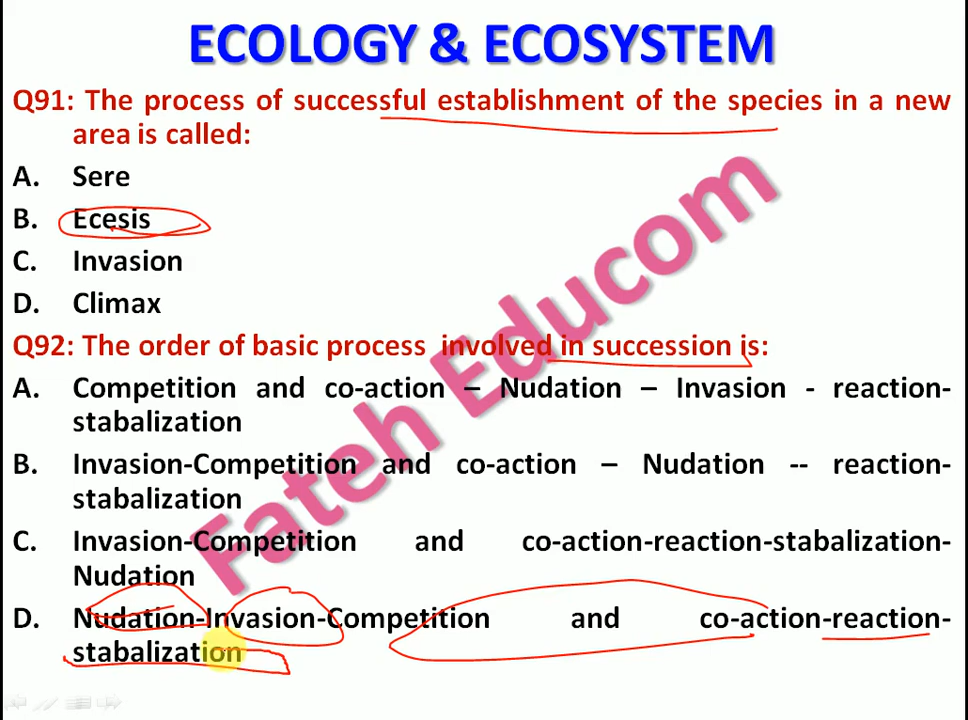 ECOLOGY & ECOSYSTEM
Q91: The process of successful establishment of the species in a new
area is called:
A. Sere
B. Ecesis
C. Invasion
D. Climax
Q92: The order of basic process involved in succession is:
A. Competition and co-action – Nudation – Invasion - reaction-
stabalization
B. Invasion-Competition and co-action – Nudation -- reaction-
stabalization
C. Invasion-Competition and co-action-reaction-stabalization-
Nudation
D. Nudation-Invasion-Competition and co-action-reaction-
stabalization
Fateh Educom